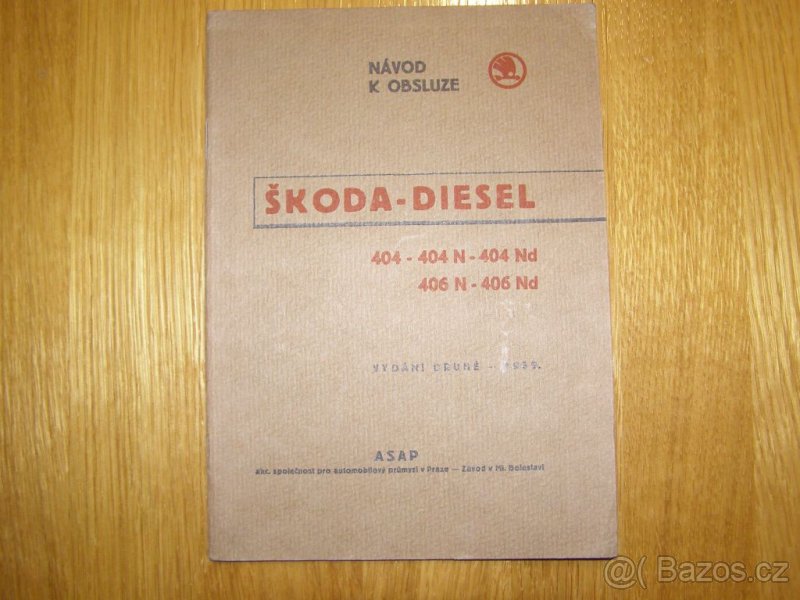 NÁVOD
K OBSLUZE
ŠKODA-DIESEL
404 - 404 N - 404 Nd
406 N - 406 Nd
VYDÁNÍ DRUHÉ - 1939.
ASAP
akc. společnost pro automobilový průmysl v Praze — Závod v Ml. Boleslavi
@ Bazos.cz